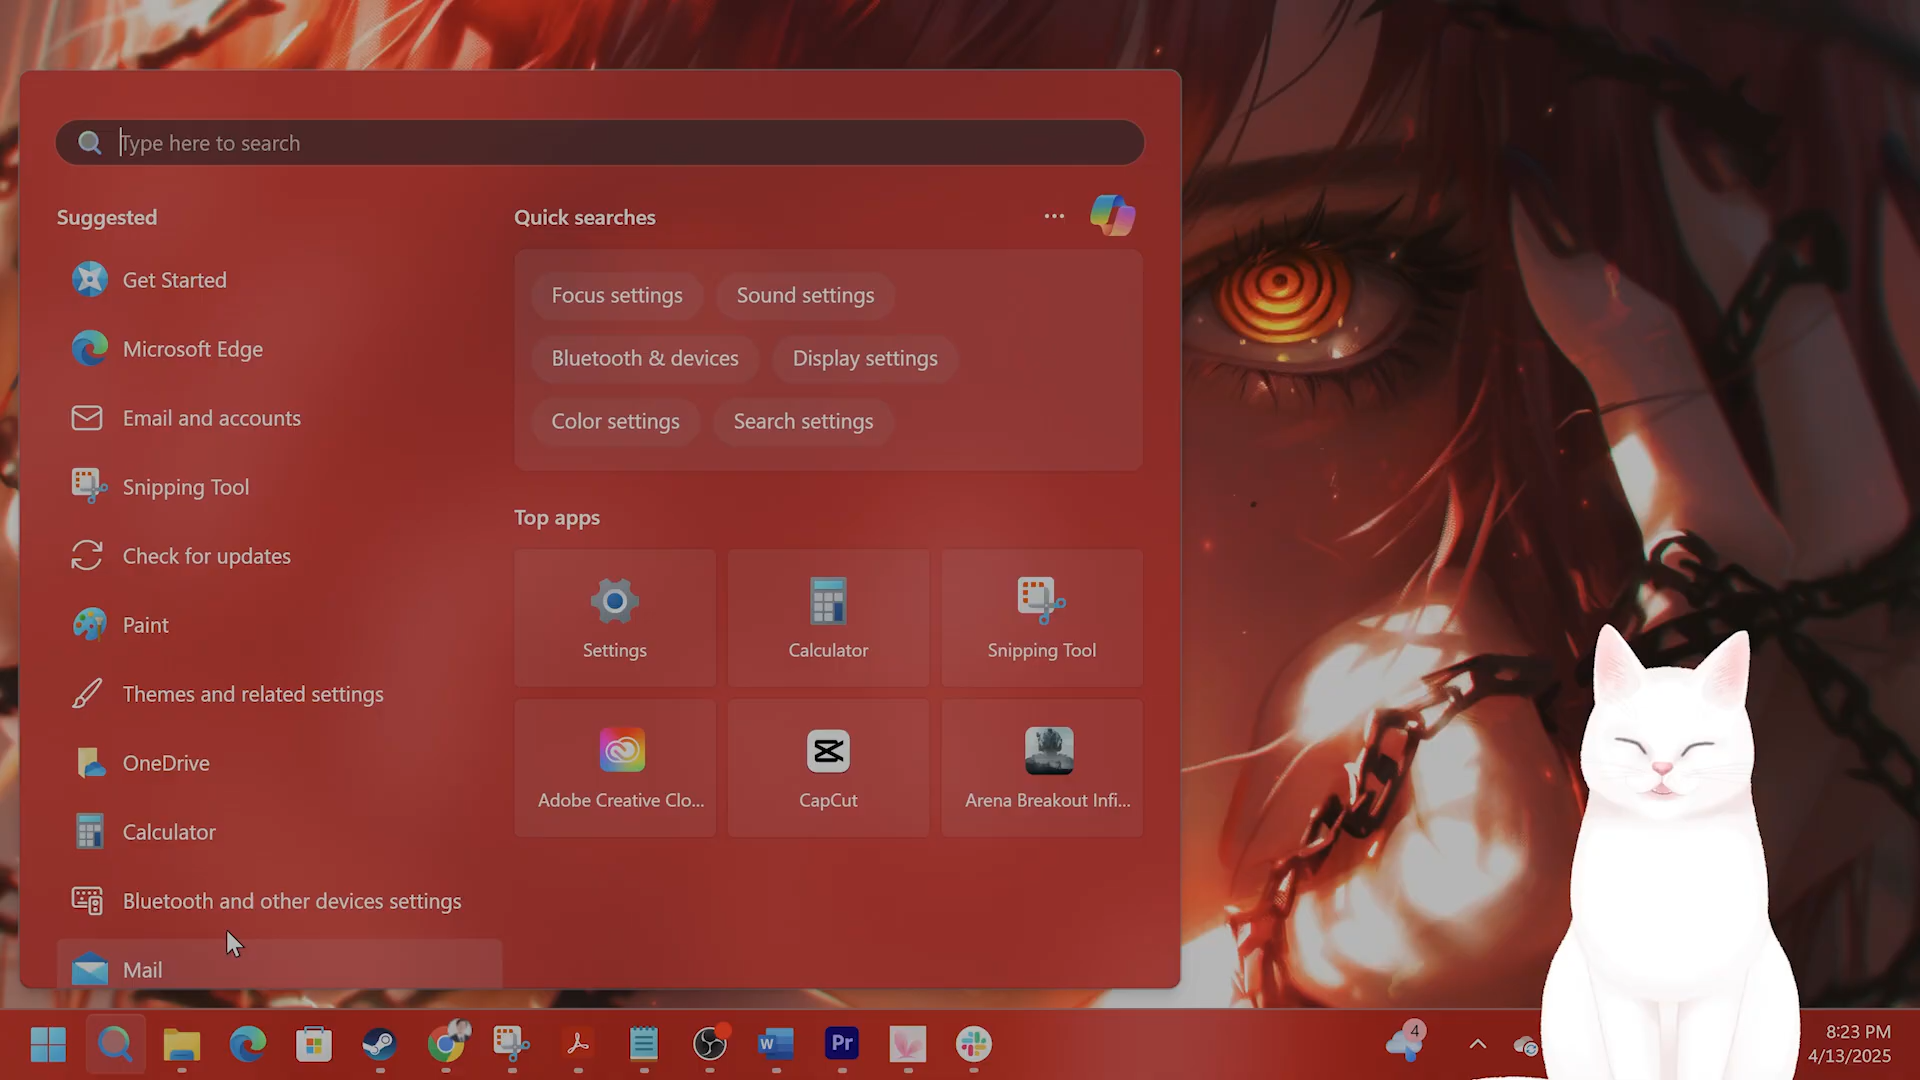 Type here to search
Suggested
Get Started
Microsoft Edge
Email and accounts
Snipping Tool
Check for updates
Paint
Themes and related settings
OneDrive
Calculator
Bluetooth and other devices settings
Mail
Quick searches
Focus settings
Sound settings
Bluetooth & devices
Display settings
Color settings
Search settings
Top apps
Settings
Calculator
Snipping Tool
Adobe Creative Clo...
CapCut
Arena Breakout Infi...
W
Pr
4
8:23 PM
4/13/2025